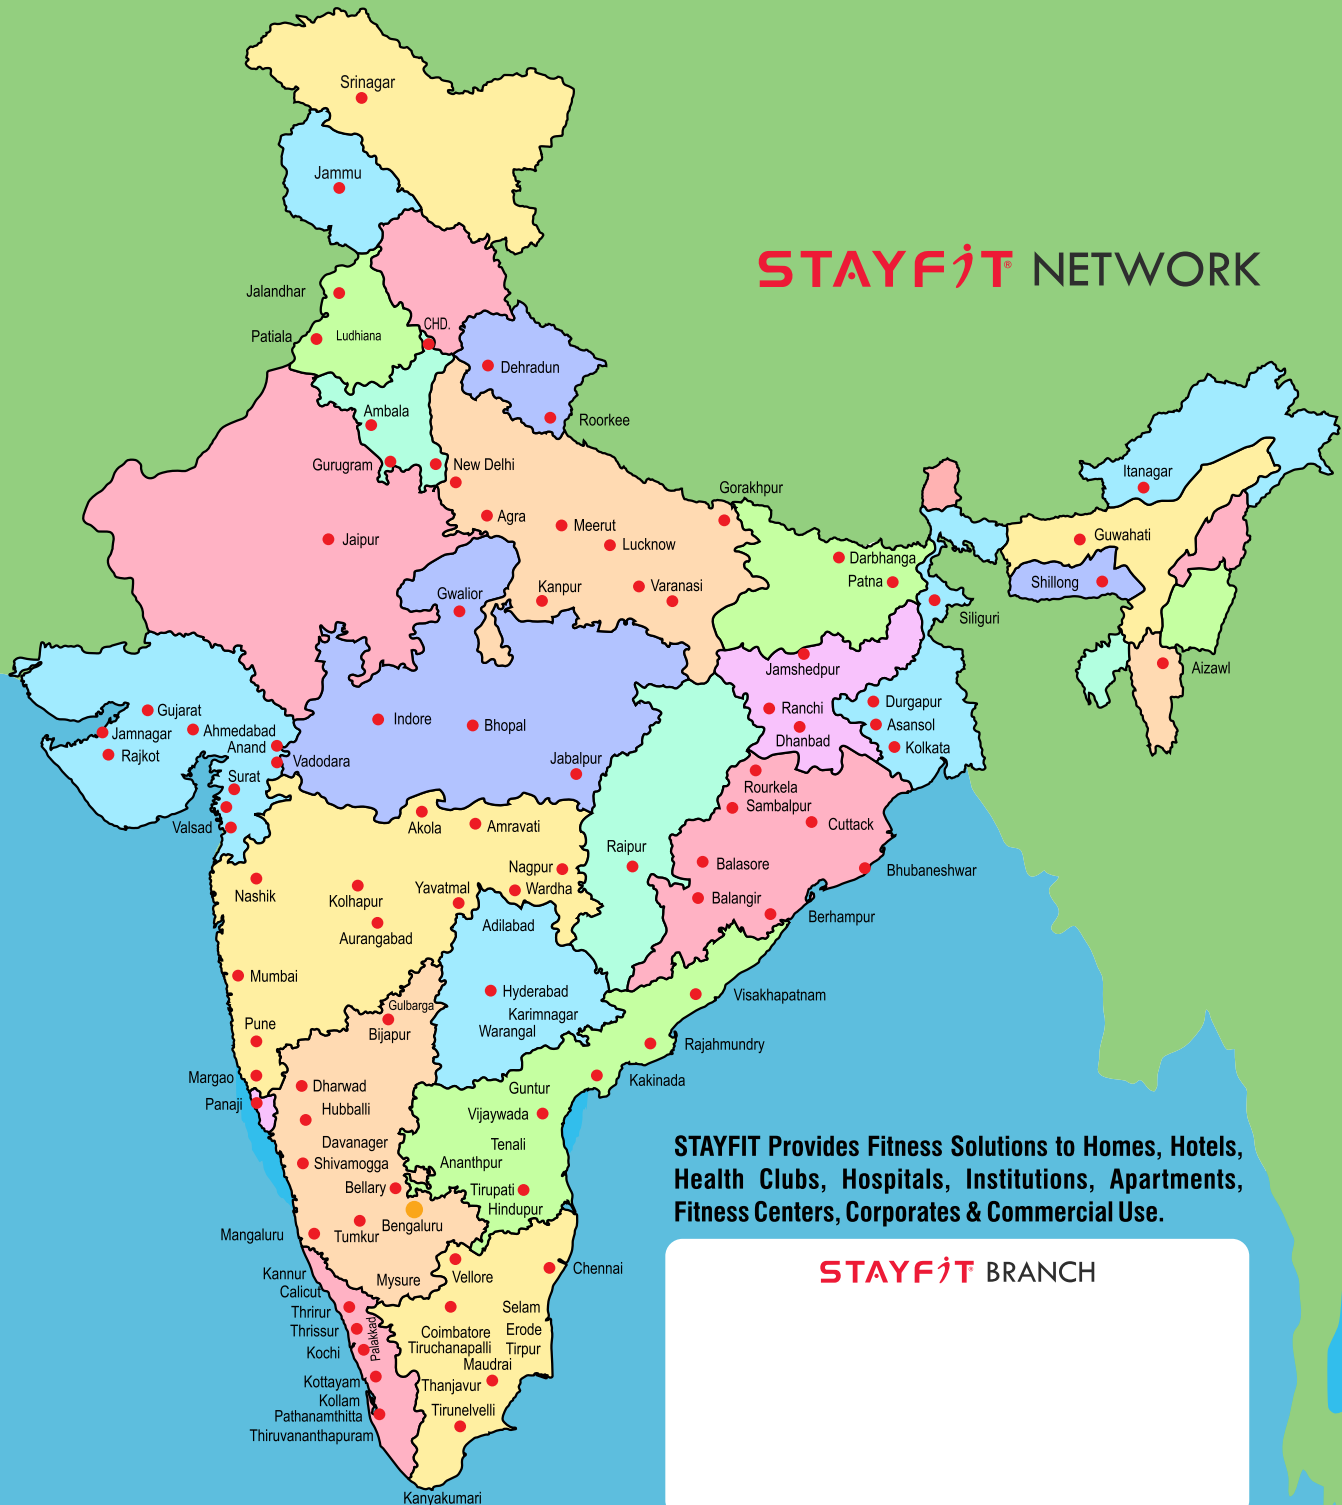 Srinagar
Jammu
STAYFiT® NETWORK
Jalandhar
CHD.
Patiala
Ludhiana
Dehradun
Ambala
Roorkee
Gurugram
New Delhi
Itanagar
Gorakhpur
Agra
Meerut
Guwahati
Jaipur
Lucknow
Darbhanga
Patna
Shillong
Gwalior
Kanpur
Varanasi
Siliguri
Jamshedpur
Aizawl
Gujarat
Jamnagar
Ahmedabad
Anand
Indore
Bhopal
Ranchi
Durgapur
Asansol
Dhanbad
Kolkata
Rajkot
Vadodara
Jabalpur
Surat
Rourkela
Sambalpur
Valsad
Akola
Amravati
Cuttack
Raipur
Balasore
Nagpur
Bhubaneshwar
Nashik
Kolhapur
Yavatmal
Wardha
Balangir
Berhampur
Aurangabad
Adilabad
Mumbai
Hyderabad
Visakhapatnam
Gulbarga
Karimnagar
Pune
Bijapur
Warangal
Rajahmundry
Margao
Dharwad
Guntur
Kakinada
Panaji
Hubballi
Vijaywada
Davanager
Tenali
Shivamogga
Ananthpur
Bellary
Tirupati
Hindupur
STAYFIT Provides Fitness Solutions to Homes, Hotels,
Health Clubs, Hospitals, Institutions, Apartments,
Fitness Centers, Corporates & Commercial Use.
Mangaluru
Tumkur
Bengaluru
Kannur
Mysure
Vellore
Chennai
STAYFiT® BRANCH
Calicut
Thrirur
Selam
Thrissur
Palakkad
Coimbatore
Erode
Kochi
Tiruchanapalli
Tirpur
Maudrai
Kottayam
Thanjavur
Kollam
Pathanamthitta
Tirunelvelli
Thiruvananthapuram
Kanyakumari